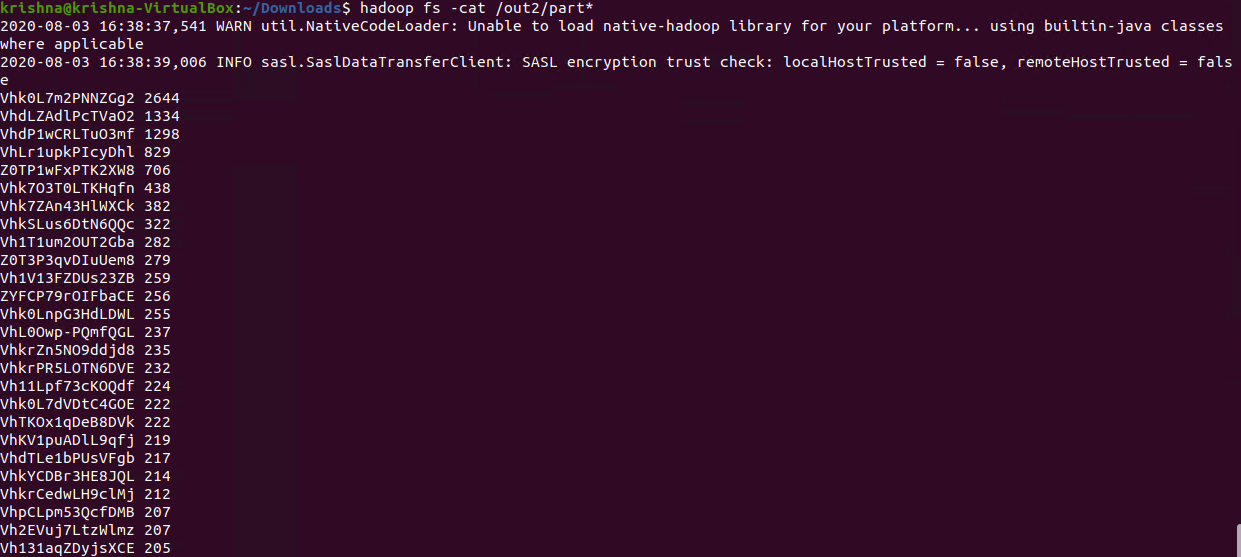 krishna@krishna-VirtualBox:~/Downloads$ hadoop fs -cat /out2/part*
2020-08-03 16:38:37,541 WARN util.NativeCodeLoader: Unable to load native-hadoop library for your platform... using builtin-java classes
where applicable
2020-08-03 16:38:39,006 INFO sasl.SaslDataTransferClient: SASL encryption trust check: localHostTrusted = false, remoteHostTrusted = fals
e
Vhk0L7m2PNNZGg2 2644
VhdLZAdlPcTVaO2 1334
VhdP1wCRLTuO3mf 1298
VhLr1upkPIcyDhl 829
Z0TP1wFxPTK2XW8 706
Vhk7O3T0LTKHqfn 438
Vhk7ZAn43HlWXCk 382
VhkSLus6DtN6QQc 322
Vh1T1um2OUT2Gba 282
Z0T3P3qvDIuUem8 279
Vh1V13FZDUs23ZB 259
ZYFCP79rOIFbaCE 256
Vhk0LnpG3HdLDWL 255
VhL0Owp-PQmfQGL 237
VhkrZn5NO9ddjd8 235
VhkrPR5LOTN6DVE 232
Vh11Lpf73cKOQdf 224
Vhk0L7dVDtC4GOE 222
VhTKOx1qDeB8DVk 222
VhKV1puADlL9qfj 219
VhdTLe1bPUsVFgb 217
VhkYCDBr3HE8JQL 214
VhkrCedwLH9clMj 212
VhpCLpm53QcfDMB 207
Vh2EVuj7LtzWlmz 207
Vh131aqZDyjsXCE 205